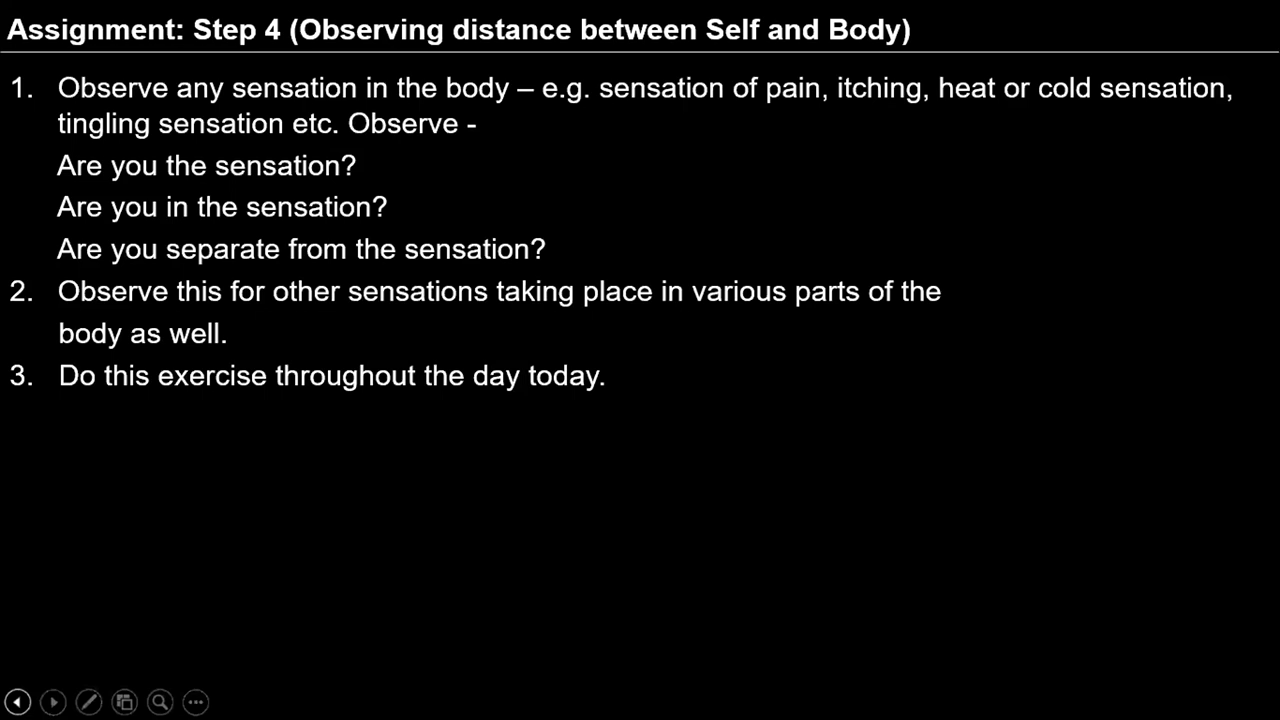 Assignment: Step 4 (Observing distance between Self and Body)
1. Observe any sensation in the body – e.g. sensation of pain, itching, heat or cold sensation,
tingling sensation etc. Observe -
Are you the sensation?
Are you in the sensation?
Are you separate from the sensation?
2. Observe this for other sensations taking place in various parts of the
body as well.
3. Do this exercise throughout the day today.